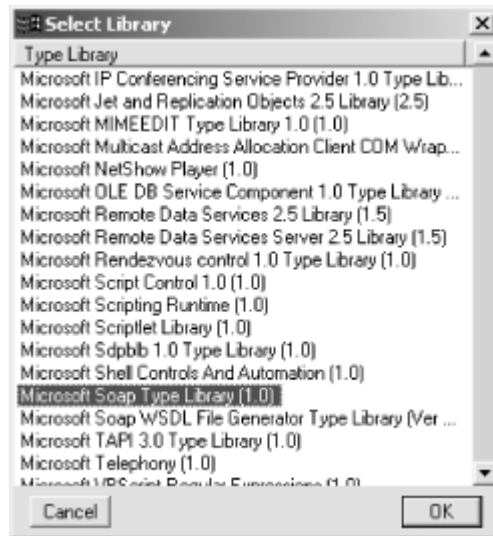 Select Library
Type Library
Microsoft IP Conferencing Service Provider 1.0 Type Lib...
Microsoft Jet and Replication Objects 2.5 Library (2.5)
Microsoft MIMEEDIT Type Library 1.0 (1.0)
Microsoft Multicast Address Allocation Client COM Wrap...
Microsoft NetShow Player (1.0)
Microsoft OLE DB Service Component 1.0 Type Library ...
Microsoft Remote Data Services 2.5 Library (1.5)
Microsoft Remote Data Services Server 2.5 Library (1.5)
Microsoft Rendezvous control 1.0 Type Library (1.0)
Microsoft Script Control 1.0 (1.0)
Microsoft Scripting Runtime (1.0)
Microsoft Scriptlet Library (1.0)
Microsoft Sdpblb 1.0 Type Library (1.0)
Microsoft Shell Controls And Automation (1.0)
Microsoft Soap Type Library (1.0)
Microsoft Soap WSDL File Generator Type Library (Ver ...
Microsoft TAPI 3.0 Type Library (1.0)
Microsoft Telephony (1.0)
Microsoft VBScript Regular Expressions (1.0)
Cancel OK